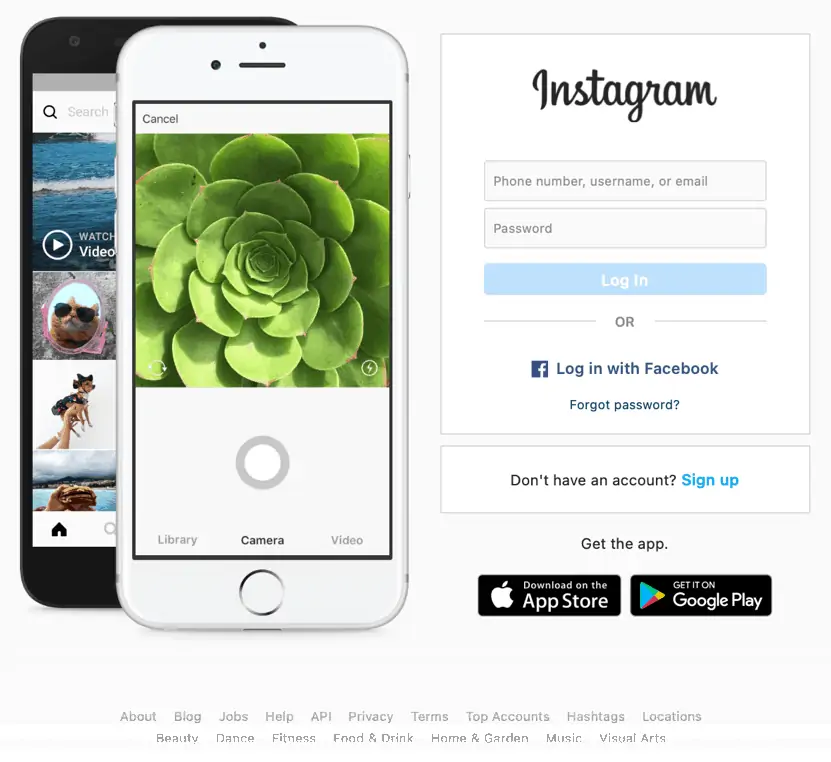 Search
WATCH
Video
Cancel
Library Camera Video
Instagram
Phone number, username, or email
Password
Log In
OR
Log in with Facebook
Forgot password?
Don't have an account? Sign up
Get the app.
Download on the
App Store
GET IT ON
Google Play
About Blog Jobs Help API Privacy Terms Top Accounts Hashtags Locations
Beauty Dance Fitness Food & Drink Home & Garden Music Visual Arts